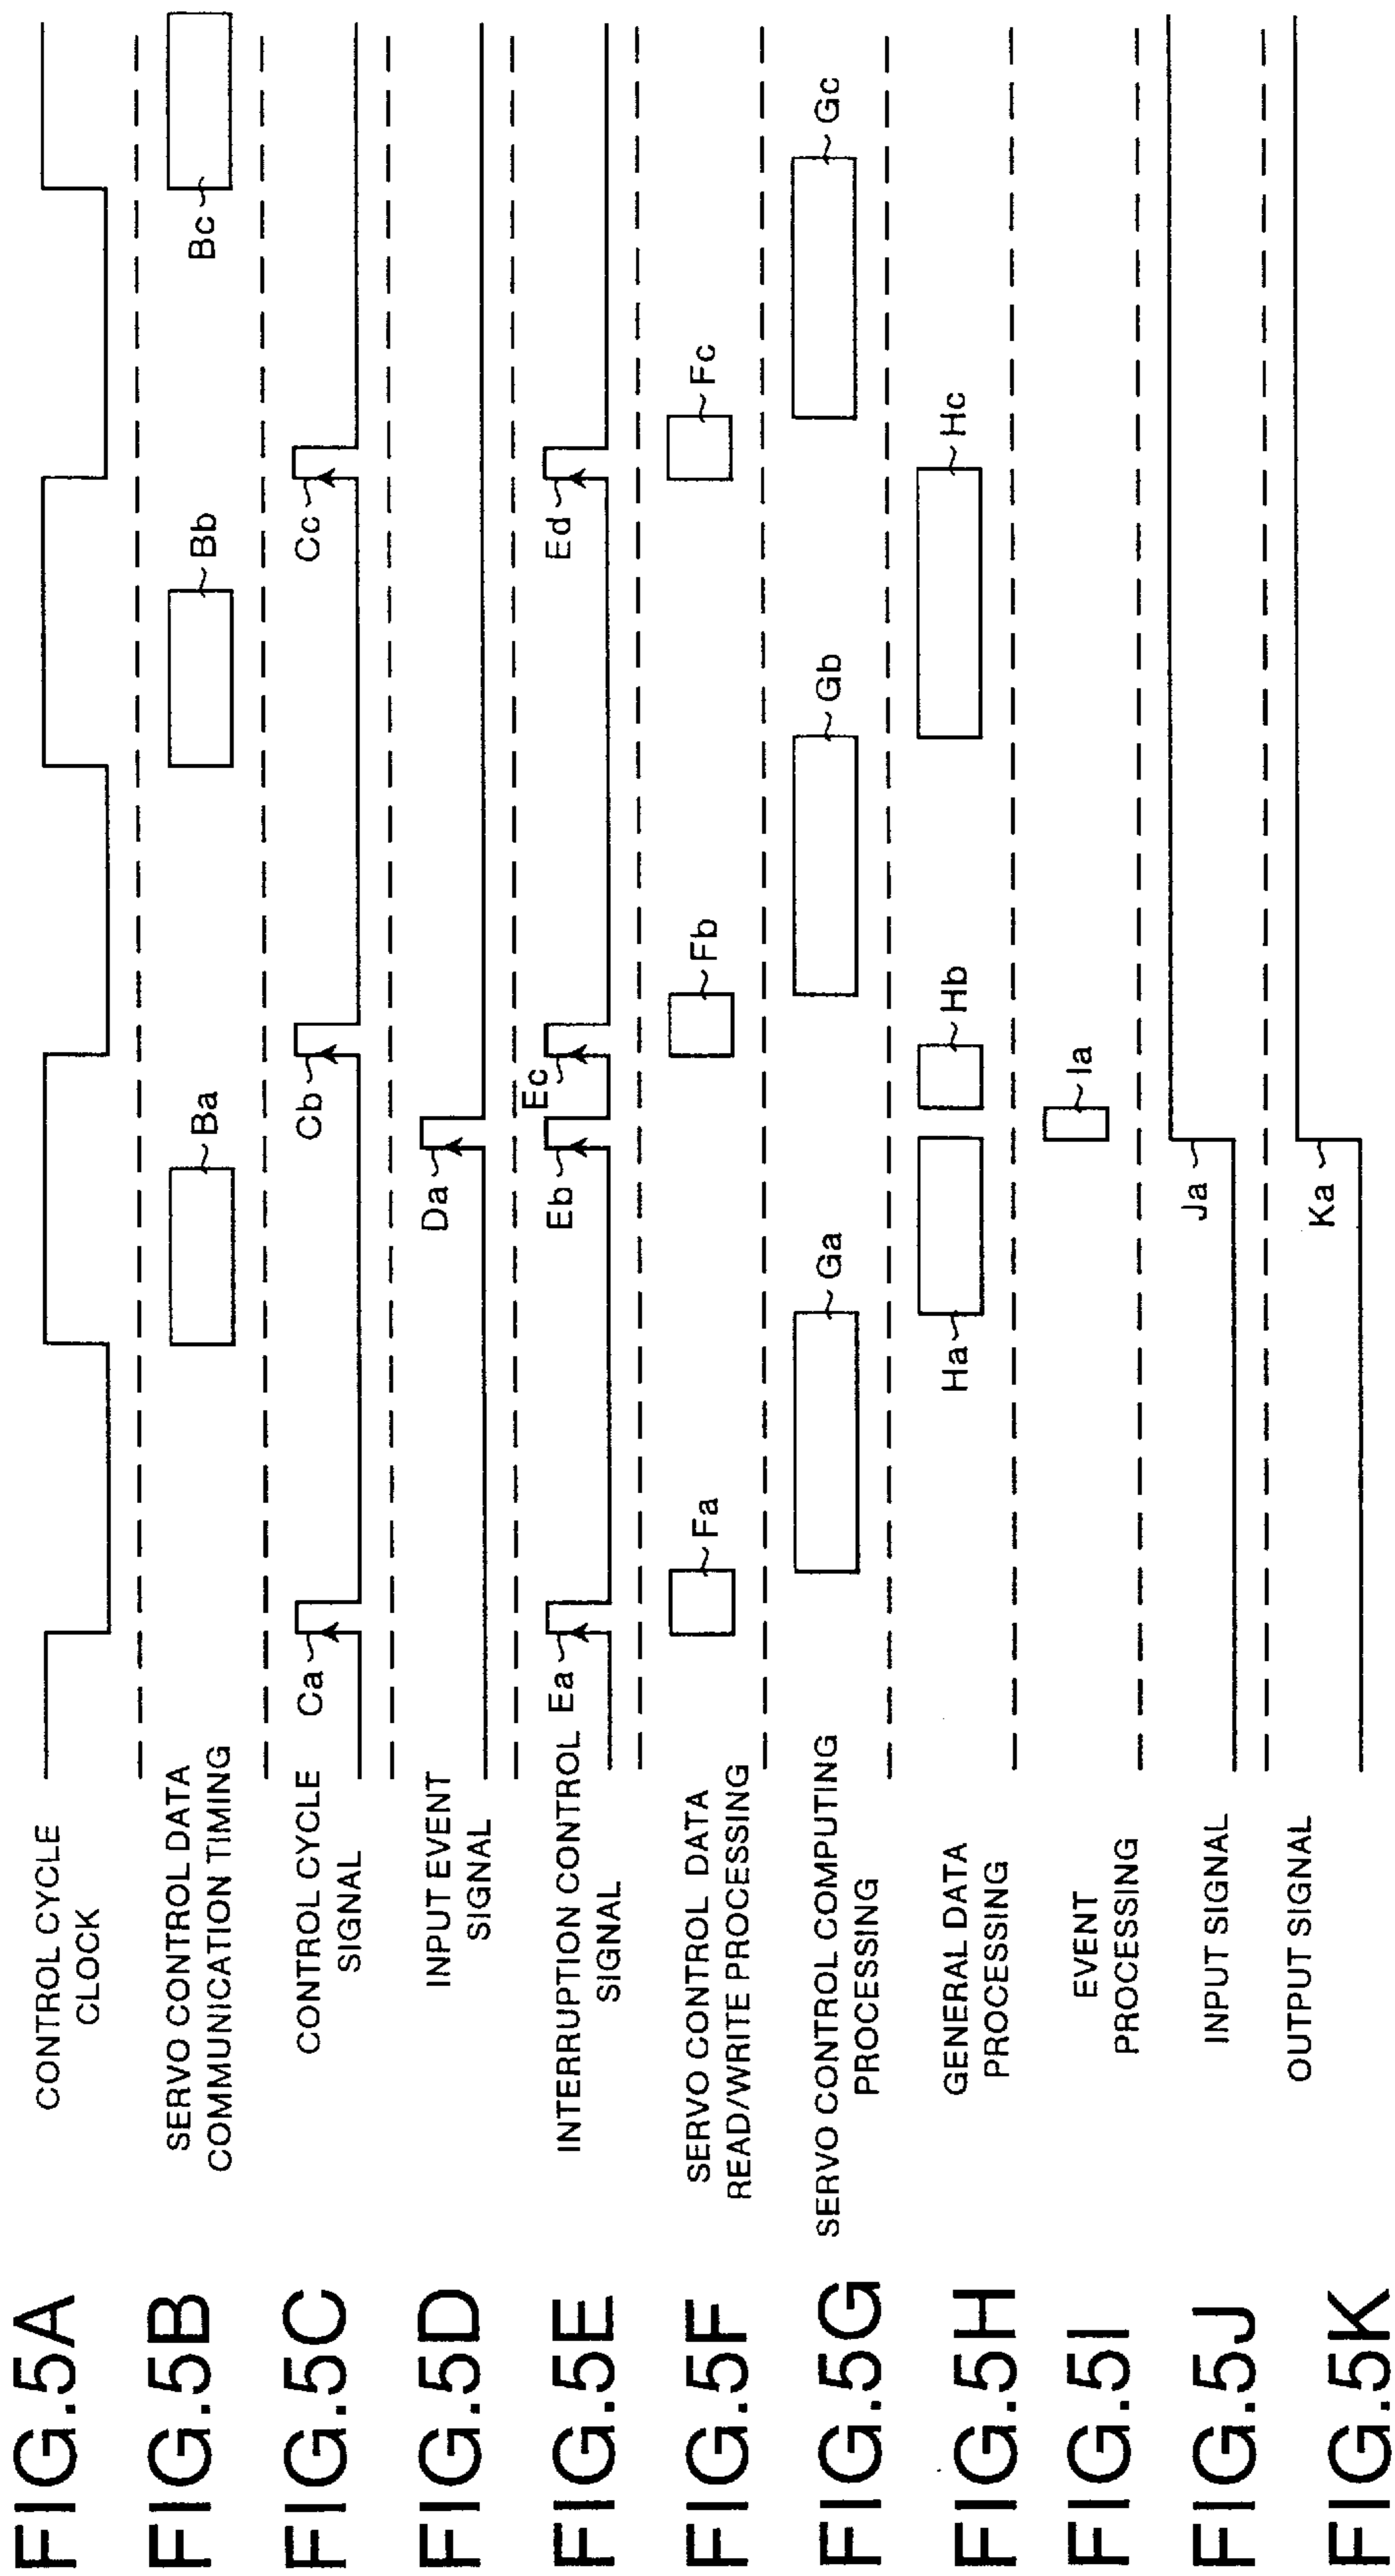 FIG.5A
CONTROL CYCLE
CLOCK
FIG.5B
SERVO CONTROL DATA
COMMUNICATION TIMING
Ba
Bb
Bc
FIG.5C
CONTROL CYCLE
SIGNAL
Ca
Cb
Cc
FIG.5D
INPUT EVENT
SIGNAL
Da
FIG.5E
INTERRUPTION CONTROL
SIGNAL
Ea
Eb
Ec
Ed
FIG.5F
SERVO CONTROL DATA
READ/WRITE PROCESSING
Fa
Fb
Fc
FIG.5G
SERVO CONTROL COMPUTING
PROCESSING
Ga
Gb
Gc
FIG.5H
GENERAL DATA
PROCESSING
Ha
Hb
Hc
FIG.5I
EVENT
PROCESSING
Ia
FIG.5J
INPUT SIGNAL
Ja
FIG.5K
OUTPUT SIGNAL
Ka